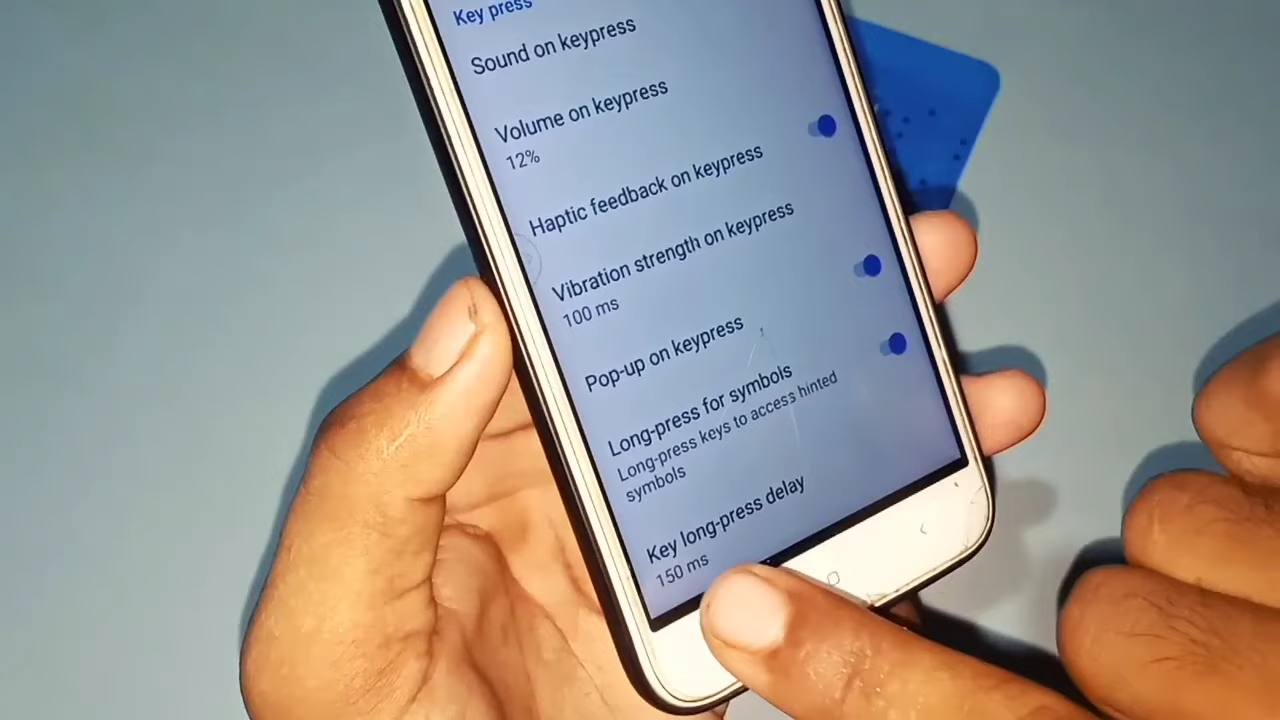 Key press
Sound on keypress
Volume on keypress
12%
Haptic feedback on keypress
Vibration strength on keypress
100 ms
Pop-up on keypress
Long-press for symbols
Long-press keys to access hinted
symbols
Key long-press delay
150 ms